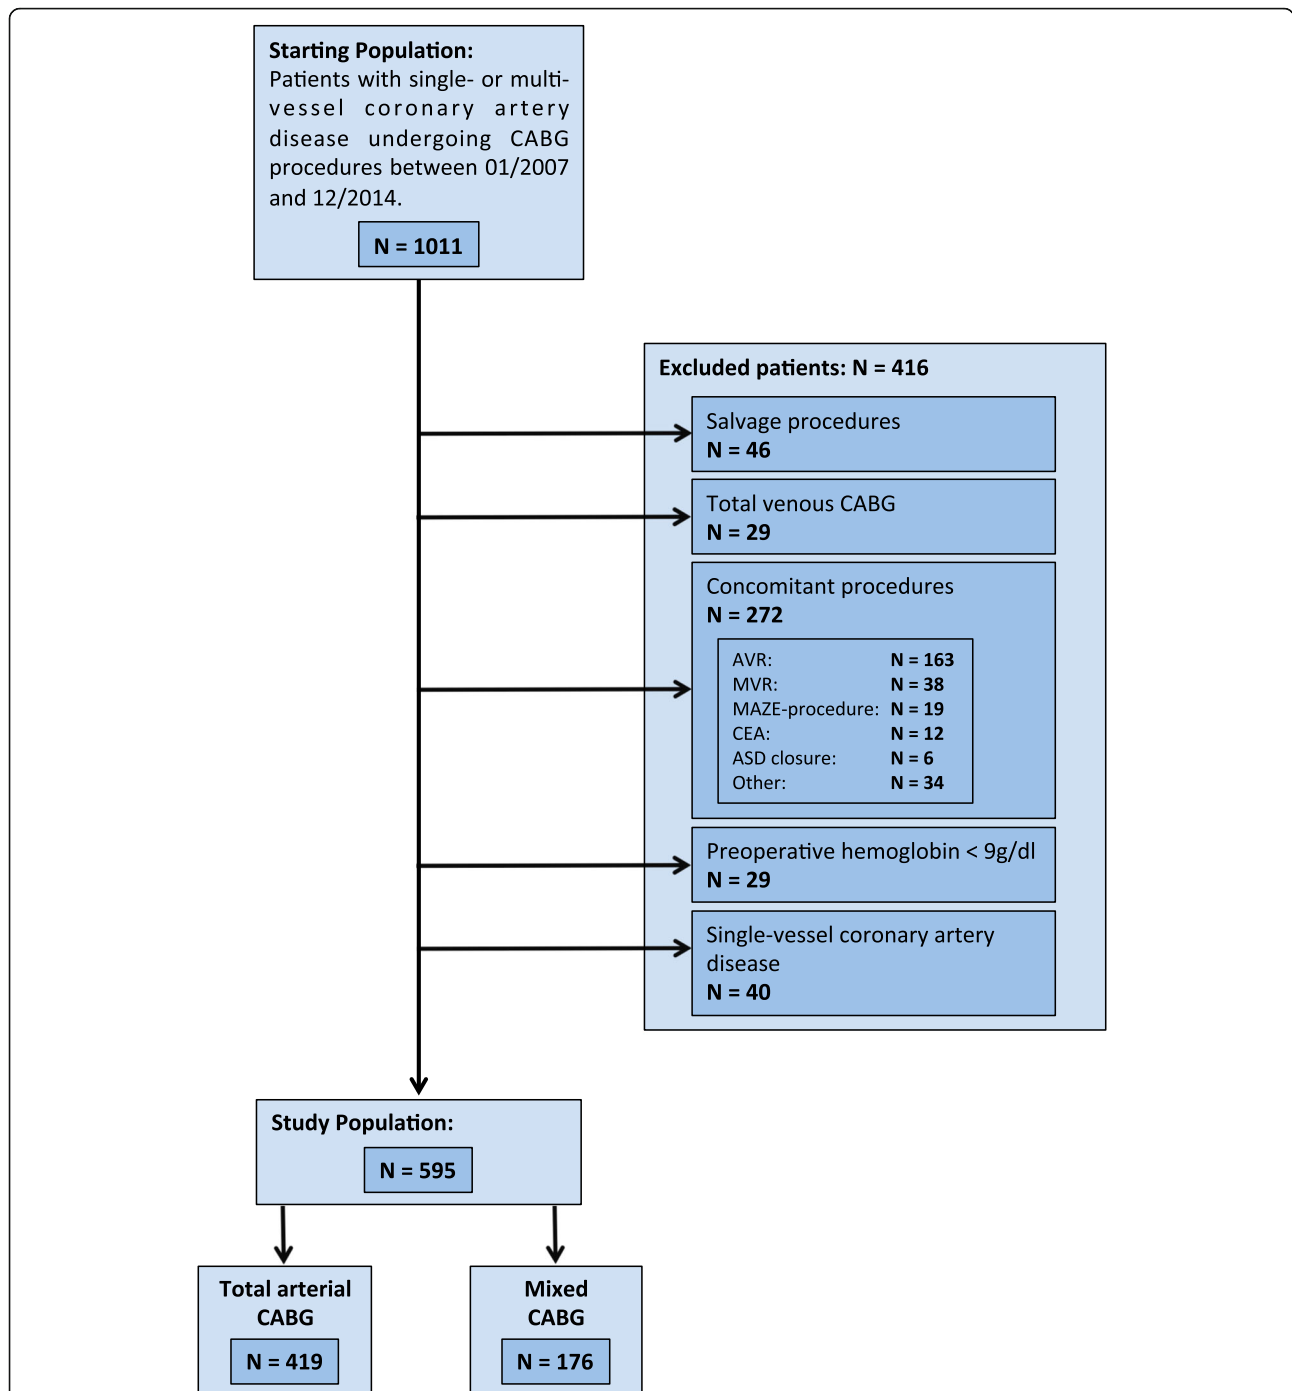 Starting Population:
Patients with single- or multi-
vessel coronary artery
disease undergoing CABG
procedures between 01/2007
and 12/2014.
N = 1011
Excluded patients: N = 416
Salvage procedures
N = 46
Total venous CABG
N = 29
Concomitant procedures
N = 272
AVR: N = 163
MVR: N = 38
MAZE-procedure: N = 19
CEA: N = 12
ASD closure: N = 6
Other: N = 34
Preoperative hemoglobin < 9g/dl
N = 29
Single-vessel coronary artery
disease
N = 40
Study Population:
N = 595
Total arterial
CABG
N = 419
Mixed
CABG
N = 176